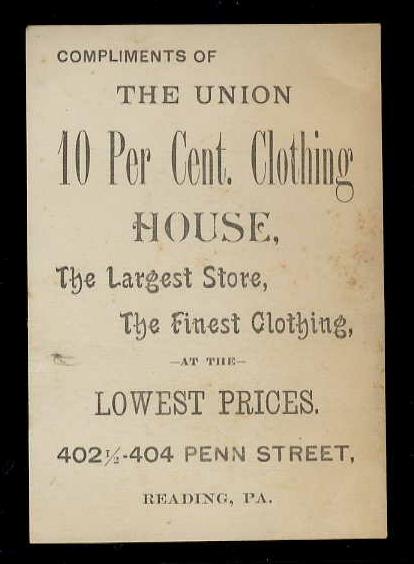 COMPLIMENTS OF
THE UNION
10 Per Cent. Clothing
HOUSE,
The Largest Store,
The Finest Clothing,
—AT THE—
LOWEST PRICES.
402½-404 PENN STREET,
READING, PA.